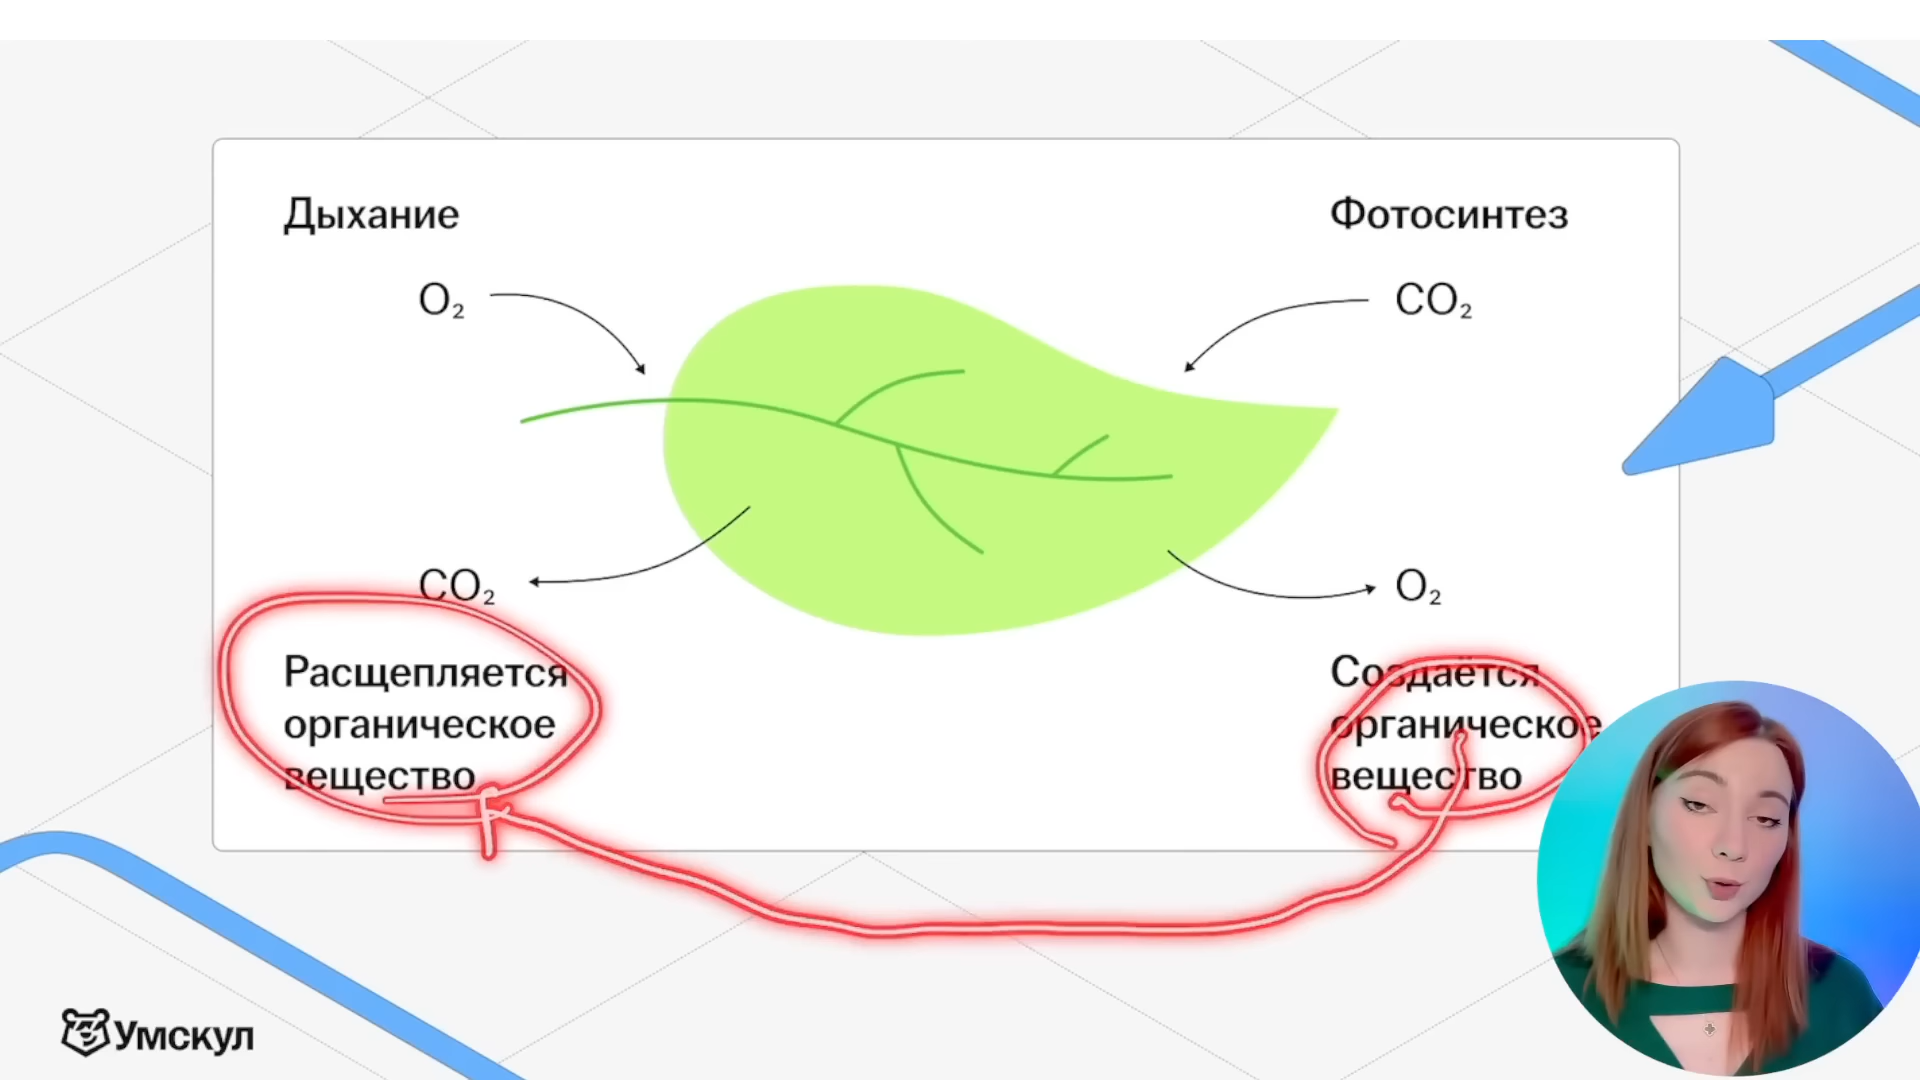 Дыхание
Фотосинтез
O₂
CO₂
CO₂
O₂
Расщепляется
органическое
вещество
Создаётся
органическое
вещество
Умскул